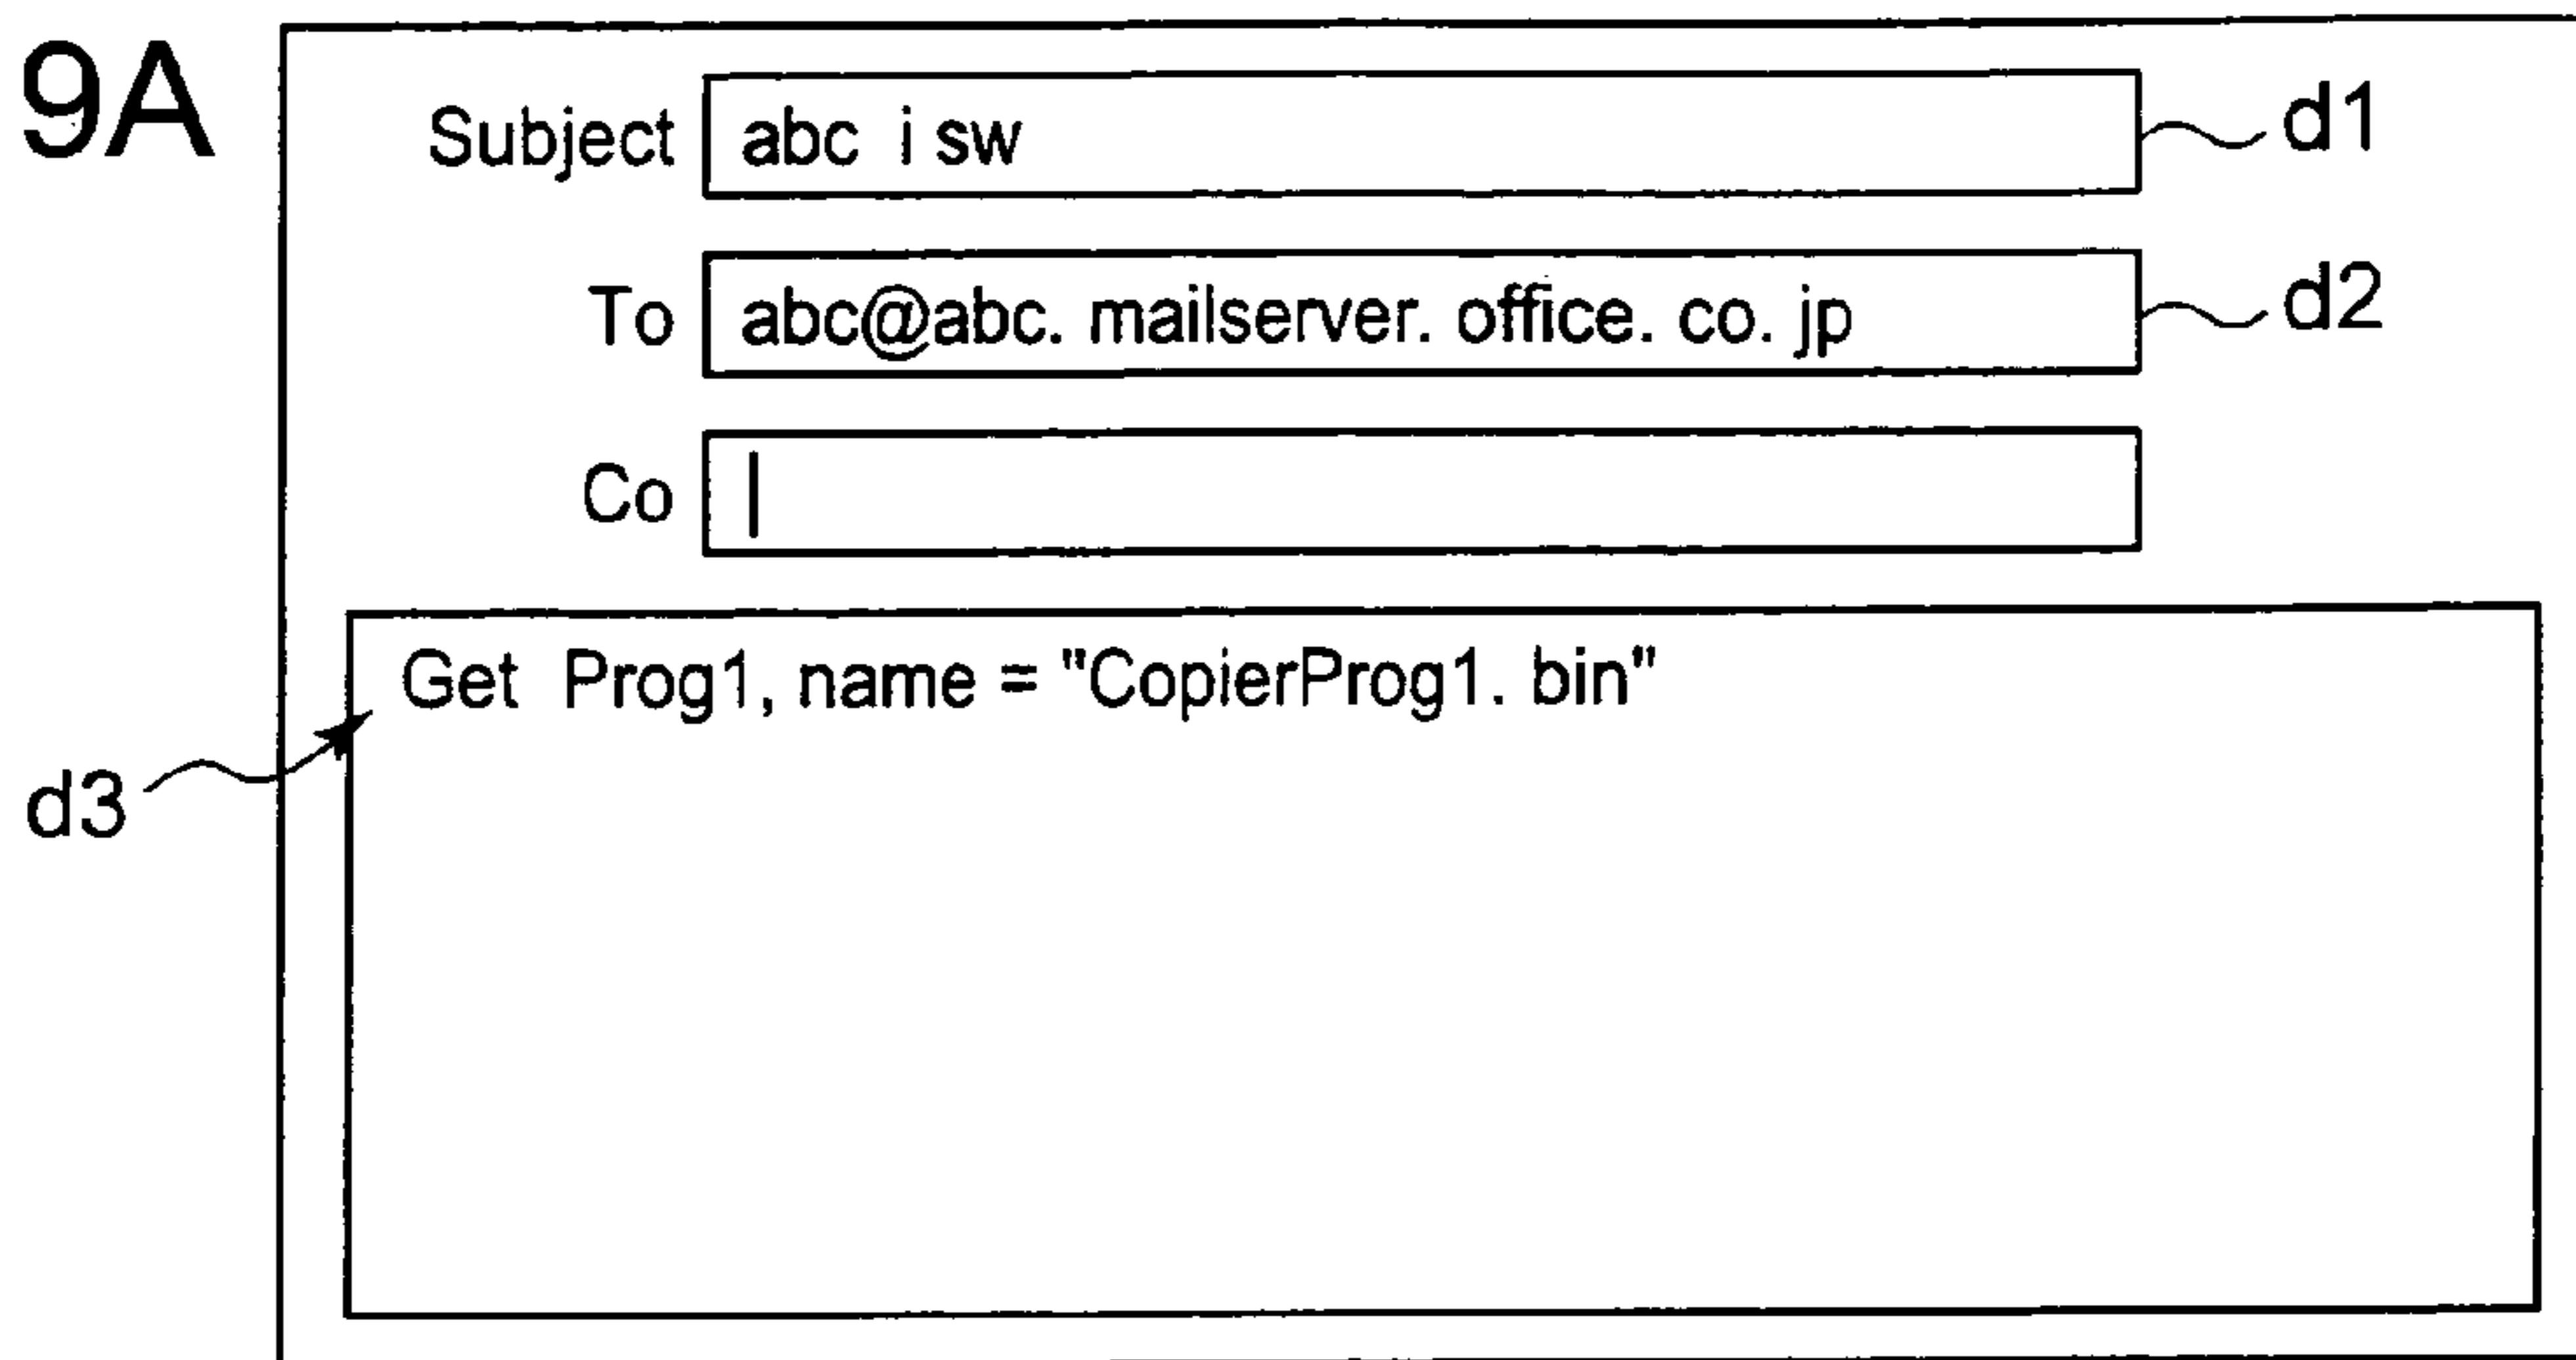 9A
Subject abc i sw d1
To abc@abc. mailserver. office. co. jp d2
Co
Get Prog1, name = "CopierProg1. bin"
d3